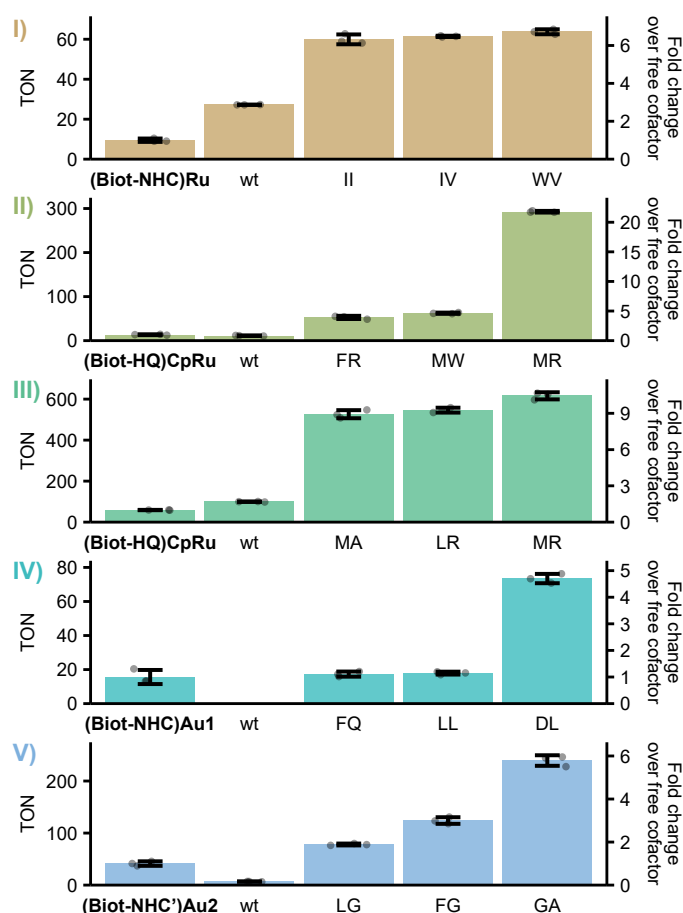 I)
TON
60
40
20
0
6
4
2
0
Fold change
over free cofactor
(Biot-NHC)Ru wt II IV WV
II)
TON
300
200
100
0
20
15
10
5
0
Fold change
over free cofactor
(Biot-HQ)CpRu wt FR MW MR
III)
TON
600
400
200
0
9
6
3
0
Fold change
over free cofactor
(Biot-HQ)CpRu wt MA LR MR
IV)
TON
80
60
40
20
0
5
4
3
2
1
0
Fold change
over free cofactor
(Biot-NHC)Au1 wt FQ LL DL
V)
TON
200
100
0
6
4
2
0
Fold change
over free cofactor
(Biot-NHC’)Au2 wt LG FG GA